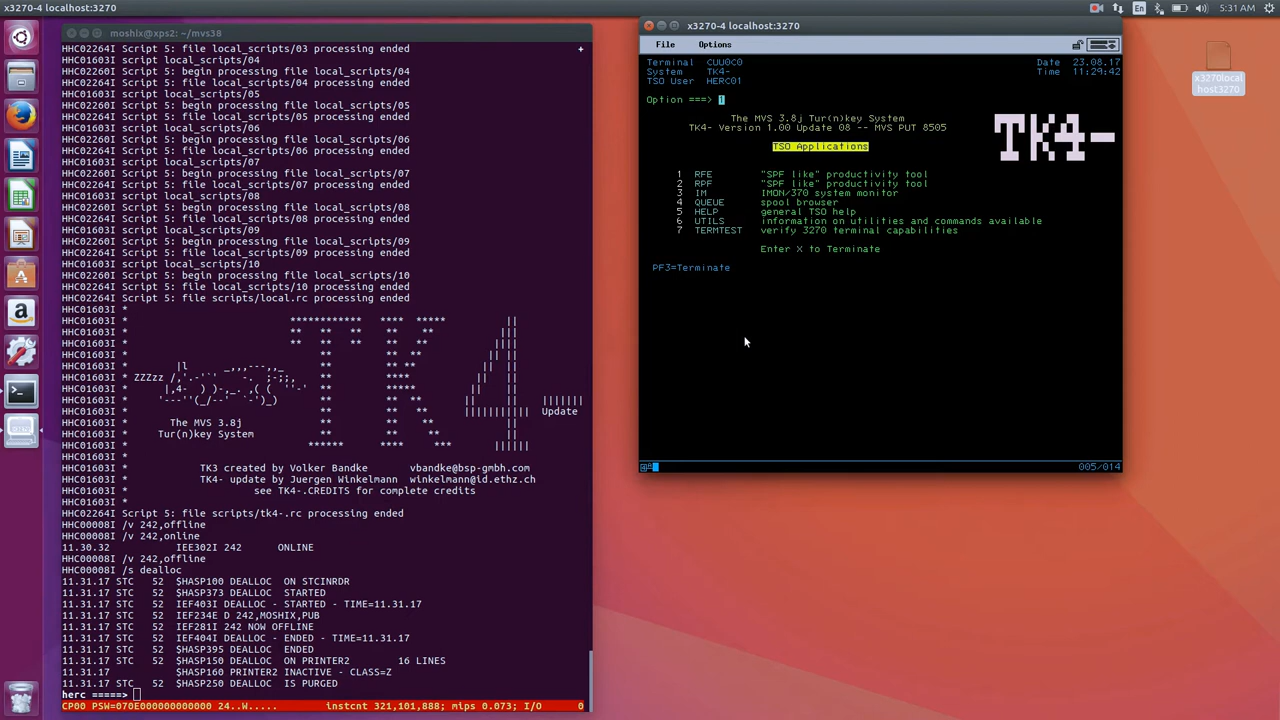 x3270-4 localhost:3270
En
5:31 AM
moshix@xps2: ~/mvs38
HHC02264I Script 5: file local_scripts/03 processing ended
+
HHC01603I script local_scripts/04
HHC02260I Script 5: begin processing file local_scripts/04
HHC02264I Script 5: file local_scripts/04 processing ended
HHC01603I script local_scripts/05
HHC02260I Script 5: begin processing file local_scripts/05
HHC02264I Script 5: file local_scripts/05 processing ended
HHC01603I script local_scripts/06
HHC02260I Script 5: begin processing file local_scripts/06
HHC02264I Script 5: file local_scripts/06 processing ended
HHC01603I script local_scripts/07
HHC02260I Script 5: begin processing file local_scripts/07
HHC02264I Script 5: file local_scripts/07 processing ended
HHC01603I script local_scripts/08
HHC02260I Script 5: begin processing file local_scripts/08
HHC02264I Script 5: file local_scripts/08 processing ended
HHC01603I script local_scripts/09
HHC02260I Script 5: begin processing file local_scripts/09
HHC02264I Script 5: file local_scripts/09 processing ended
HHC01603I script local_scripts/10
HHC02260I Script 5: begin processing file local_scripts/10
HHC02264I Script 5: file local_scripts/10 processing ended
HHC02264I Script 5: file scripts/local.rc processing ended
HHC01603I *
HHC01603I * ************ **** ***** ||
HHC01603I * ** ** ** ** ** |||
HHC01603I * ** ** ** ** ** ||||
HHC01603I * ** ** ** || ||
HHC01603I * |l _,,,---,,_ ** ** ** || ||
HHC01603I * ZZZzz /,'.-'`' -. ;-;;, ** **** || ||
HHC01603I * |,4- ) )-,_. ,( ( ''-' ** ***** || ||
HHC01603I * '---''(_/--' `-')_) ** ** ** || || |||||||
HHC01603I * ** ** ** ||||||||||| Update
HHC01603I * The MVS 3.8j ** ** ** ||
HHC01603I * Tur(n)key System ** ** ** ||
HHC01603I * ****** **** *** ||||||
HHC01603I *
HHC01603I * TK3 created by Volker Bandke vbandke@bsp-gmbh.com
HHC01603I * TK4- update by Juergen Winkelmann winkelmann@id.ethz.ch
HHC01603I * see TK4-.CREDITS for complete credits
HHC01603I *
HHC02264I Script 5: file scripts/tk4-.rc processing ended
HHC00008I /v 242,offline
HHC00008I /v 242,online
11.30.32 IEE302I 242 ONLINE
HHC00008I /v 242,offline
HHC00008I /s dealloc
11.31.17 STC 52 $HASP100 DEALLOC ON STCINRDR
11.31.17 STC 52 $HASP373 DEALLOC STARTED
11.31.17 STC 52 IEF403I DEALLOC - STARTED - TIME=11.31.17
11.31.17 STC 52 IEF234E D 242,MOSHIX,PUB
11.31.17 STC 52 IEF281I 242 NOW OFFLINE
11.31.17 STC 52 IEF404I DEALLOC - ENDED - TIME=11.31.17
11.31.17 STC 52 $HASP395 DEALLOC ENDED
11.31.17 STC 52 $HASP150 DEALLOC ON PRINTER2 16 LINES
11.31.17 $HASP160 PRINTER2 INACTIVE - CLASS=Z
11.31.17 STC 52 $HASP250 DEALLOC IS PURGED
herc =====>
CP00 PSW=070E000000000000 24..W..... instcnt 321,101,888; mips 0.073; I/O 0
x3270-4 localhost:3270
File Options
Terminal CUU0C0 Date 23.08.17
System TK4- Time 11:29:42
TSO User HERC01
Option ===> 1
The MVS 3.8j Tur(n)key System
TK4- Version 1.00 Update 08 -- MVS PUT 8505
TK4-
TSO Applications
1 RFE "SPF like" productivity tool
2 RPF "SPF like" productivity tool
3 IM IMON/370 system monitor
4 QUEUE spool browser
5 HELP general TSO help
6 UTILS information on utilities and commands available
7 TERMTEST verify 3270 terminal capabilities
Enter X to Terminate
PF3=Terminate
005/014
x3270local
host3270